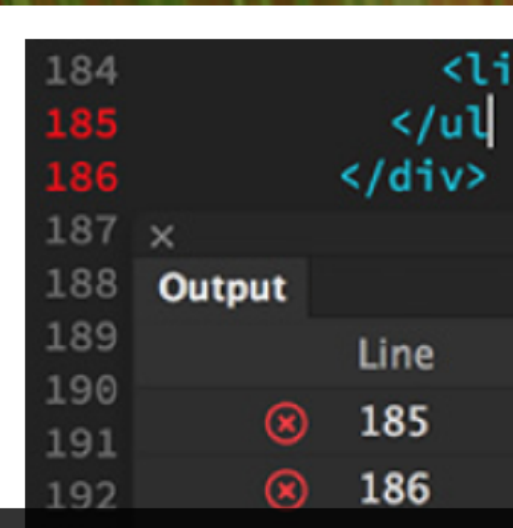 184 <li
185 </ul
186 </div>
187 ×
188 Output
189 Line
190
185
191
186
192